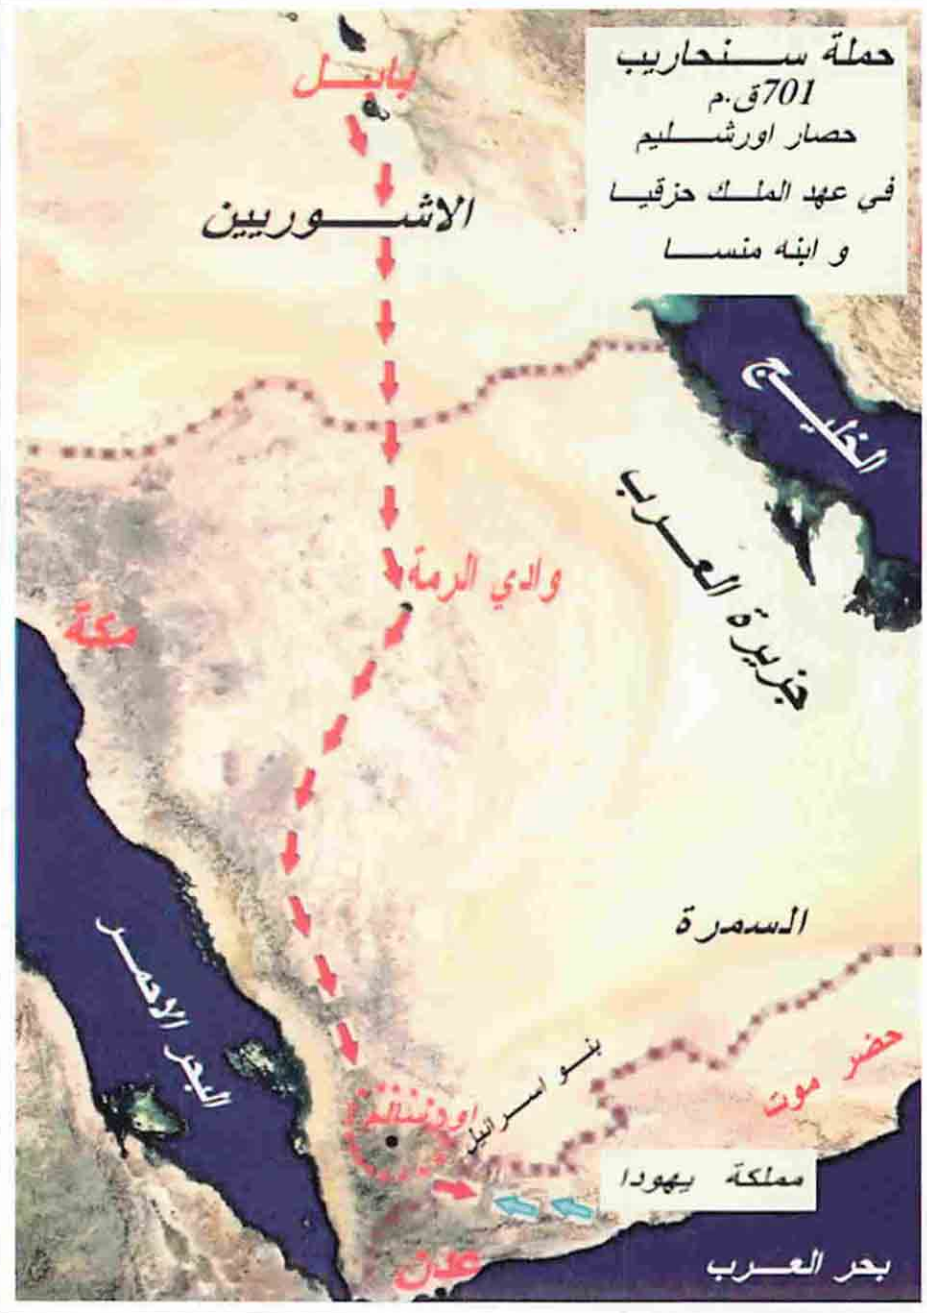 حملة سنحاريب
701ق.م
حصار اورشليم
في عهد الملك حزقيا
و ابنه منسا
بابل
الاشوريين
الخليج
جزيرة العرب
وادي الرمة
مكة
السمرة
البحر الاحمر
حضر موت
بنو اسرائيل
اورشاليم
مملكة يهودا
عدن
بحر العرب